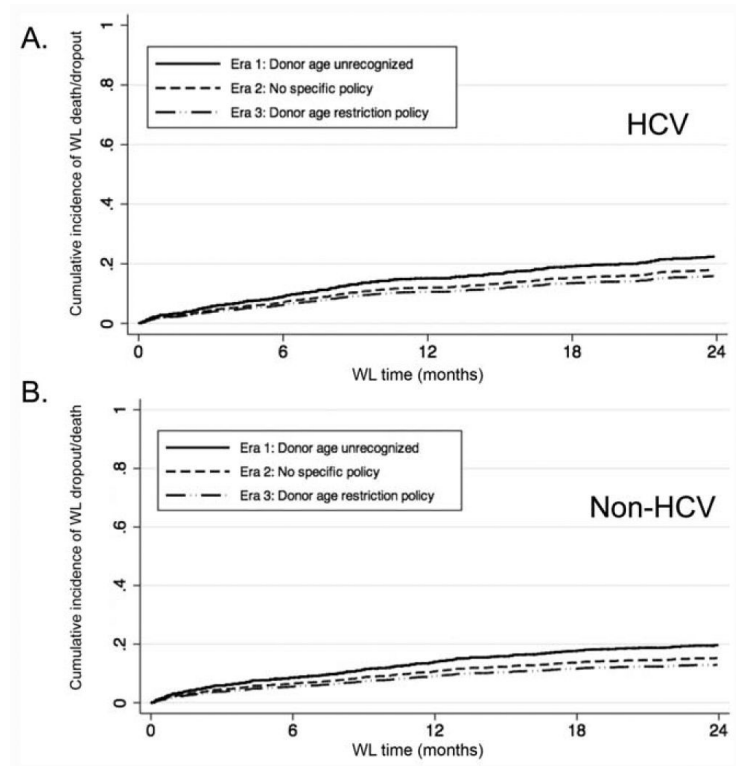 A.
Cumulative incidence of WL death/dropout
1
.8
.6
.4
.2
0
Era 1: Donor age unrecognized
Era 2: No specific policy
Era 3: Donor age restriction policy
HCV
0 6 12 18 24
WL time (months)
B.
Cumulative incidence of WL dropout/death
1
.8
.6
.4
.2
0
Era 1: Donor age unrecognized
Era 2: No specific policy
Era 3: Donor age restriction policy
Non-HCV
0 6 12 18 24
WL time (months)